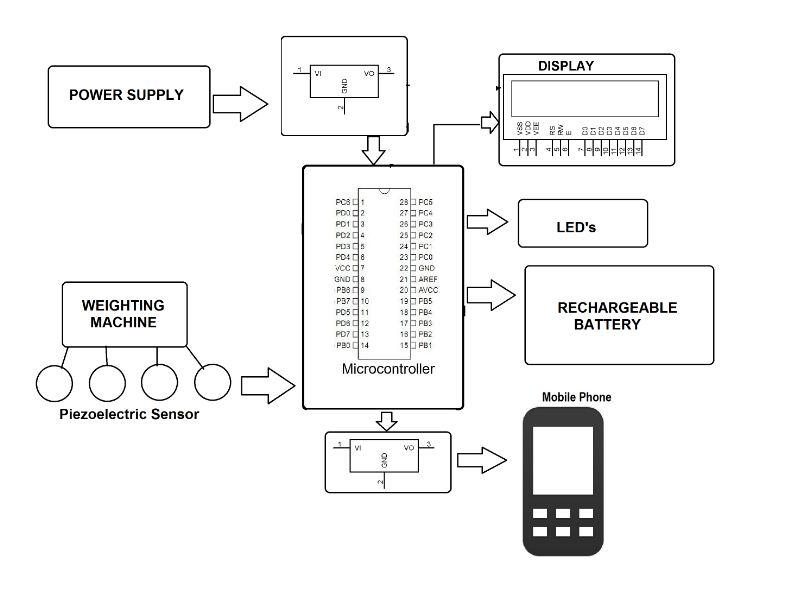 POWER SUPPLY
1 VI VO 3
GND
2
DISPLAY
VSS VDD VEE RS RW E D0 D1 D2 D3 D4 D5 D6 D7
1 2 3 4 5 6 7 8 9 10 11 12 13 14
PC6 1 28 PC5
PD0 2 27 PC4
PD1 3 26 PC3
PD2 4 25 PC2
PD3 5 24 PC1
PD4 6 23 PC0
VCC 7 22 GND
GND 8 21 AREF
PB6 9 20 AVCC
PB7 10 19 PB5
PD5 11 18 PB4
PD6 12 17 PB3
PD7 13 16 PB2
PB0 14 15 PB1
Microcontroller
LED's
RECHARGEABLE
BATTERY
WEIGHTING
MACHINE
Piezoelectric Sensor
1 VI VO 3
GND
2
Mobile Phone